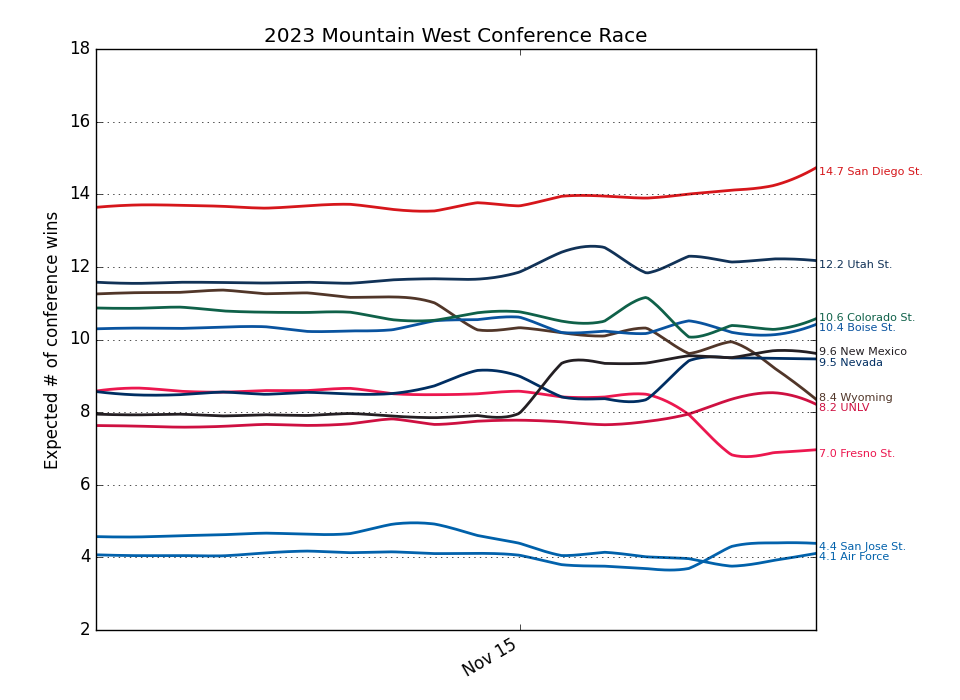 2023 Mountain West Conference Race
Expected # of conference wins
18
16
14
12
10
8
6
4
2
Nov 15
14.7 San Diego St.
12.2 Utah St.
10.6 Colorado St.
10.4 Boise St.
9.6 New Mexico
9.5 Nevada
8.4 Wyoming
8.2 UNLV
7.0 Fresno St.
4.4 San Jose St.
4.1 Air Force